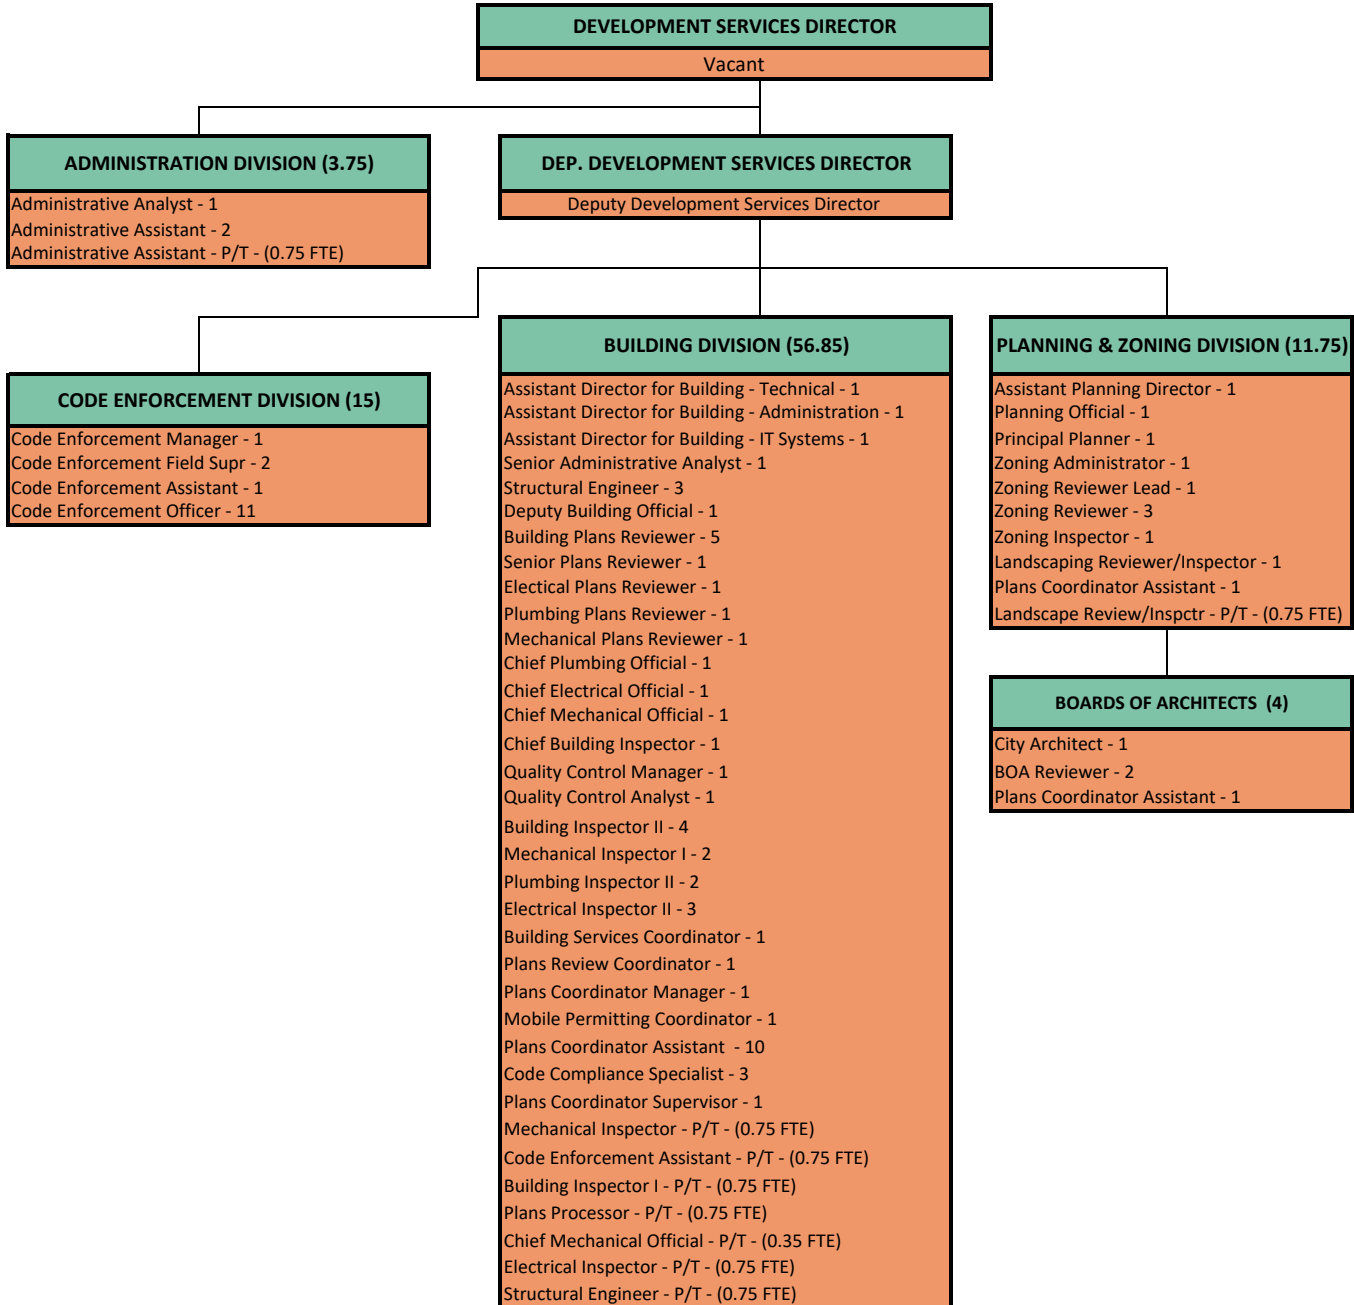 DEVELOPMENT SERVICES DIRECTOR
Vacant
ADMINISTRATION DIVISION (3.75)
Administrative Analyst - 1
Administrative Assistant - 2
Administrative Assistant - P/T - (0.75 FTE)
DEP. DEVELOPMENT SERVICES DIRECTOR
Deputy Development Services Director
CODE ENFORCEMENT DIVISION (15)
Code Enforcement Manager - 1
Code Enforcement Field Supr - 2
Code Enforcement Assistant - 1
Code Enforcement Officer - 11
BUILDING DIVISION (56.85)
Assistant Director for Building - Technical - 1
Assistant Director for Building - Administration - 1
Assistant Director for Building - IT Systems - 1
Senior Administrative Analyst - 1
Structural Engineer - 3
Deputy Building Official - 1
Building Plans Reviewer - 5
Senior Plans Reviewer - 1
Electical Plans Reviewer - 1
Plumbing Plans Reviewer - 1
Mechanical Plans Reviewer - 1
Chief Plumbing Official - 1
Chief Electrical Official - 1
Chief Mechanical Official - 1
Chief Building Inspector - 1
Quality Control Manager - 1
Quality Control Analyst - 1
Building Inspector II - 4
Mechanical Inspector I - 2
Plumbing Inspector II - 2
Electrical Inspector II - 3
Building Services Coordinator - 1
Plans Review Coordinator - 1
Plans Coordinator Manager - 1
Mobile Permitting Coordinator - 1
Plans Coordinator Assistant  - 10
Code Compliance Specialist - 3
Plans Coordinator Supervisor - 1
Mechanical Inspector - P/T - (0.75 FTE)
Code Enforcement Assistant - P/T - (0.75 FTE)
Building Inspector I - P/T - (0.75 FTE)
Plans Processor - P/T - (0.75 FTE)
Chief Mechanical Official - P/T - (0.35 FTE)
Electrical Inspector - P/T - (0.75 FTE)
Structural Engineer - P/T - (0.75 FTE)
PLANNING & ZONING DIVISION (11.75)
Assistant Planning Director - 1
Planning Official - 1
Principal Planner - 1
Zoning Administrator - 1
Zoning Reviewer Lead - 1
Zoning Reviewer - 3
Zoning Inspector - 1
Landscaping Reviewer/Inspector - 1
Plans Coordinator Assistant - 1
Landscape Review/Inspctr - P/T - (0.75 FTE)
BOARDS OF ARCHITECTS  (4)
City Architect - 1
BOA Reviewer - 2
Plans Coordinator Assistant - 1